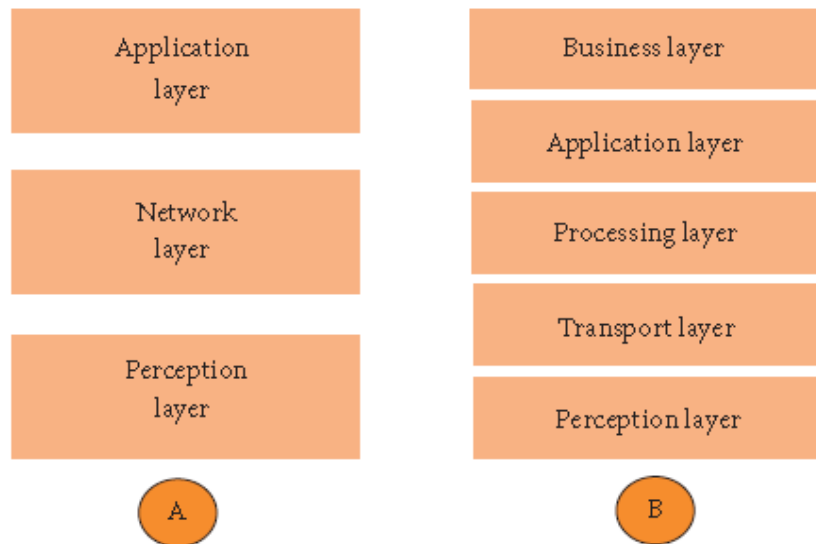 Application
layer
Network
layer
Perception
layer
A
Business layer
Application layer
Processing layer
Transport layer
Perception layer
B